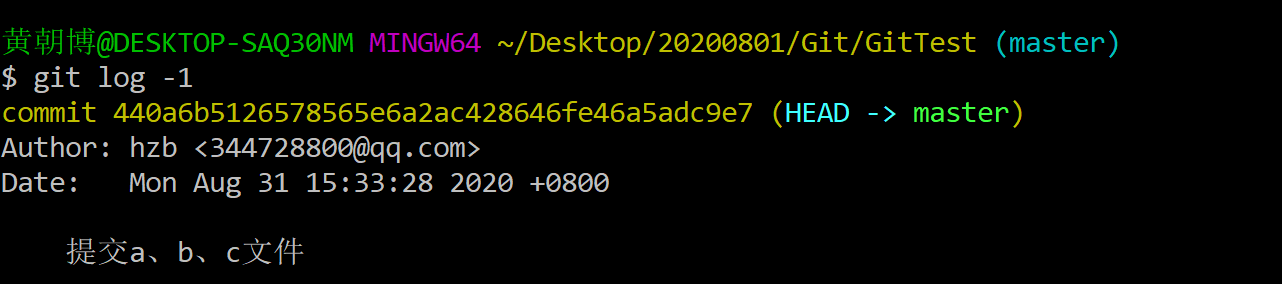 黄朝博@DESKTOP-SAQ30NM MINGW64 ~/Desktop/20200801/Git/GitTest (master)
$ git log -1
commit 440a6b5126578565e6a2ac428646fe46a5adc9e7 (HEAD -> master)
Author: hzb <344728800@qq.com>
Date:   Mon Aug 31 15:33:28 2020 +0800
    提交a、b、c文件